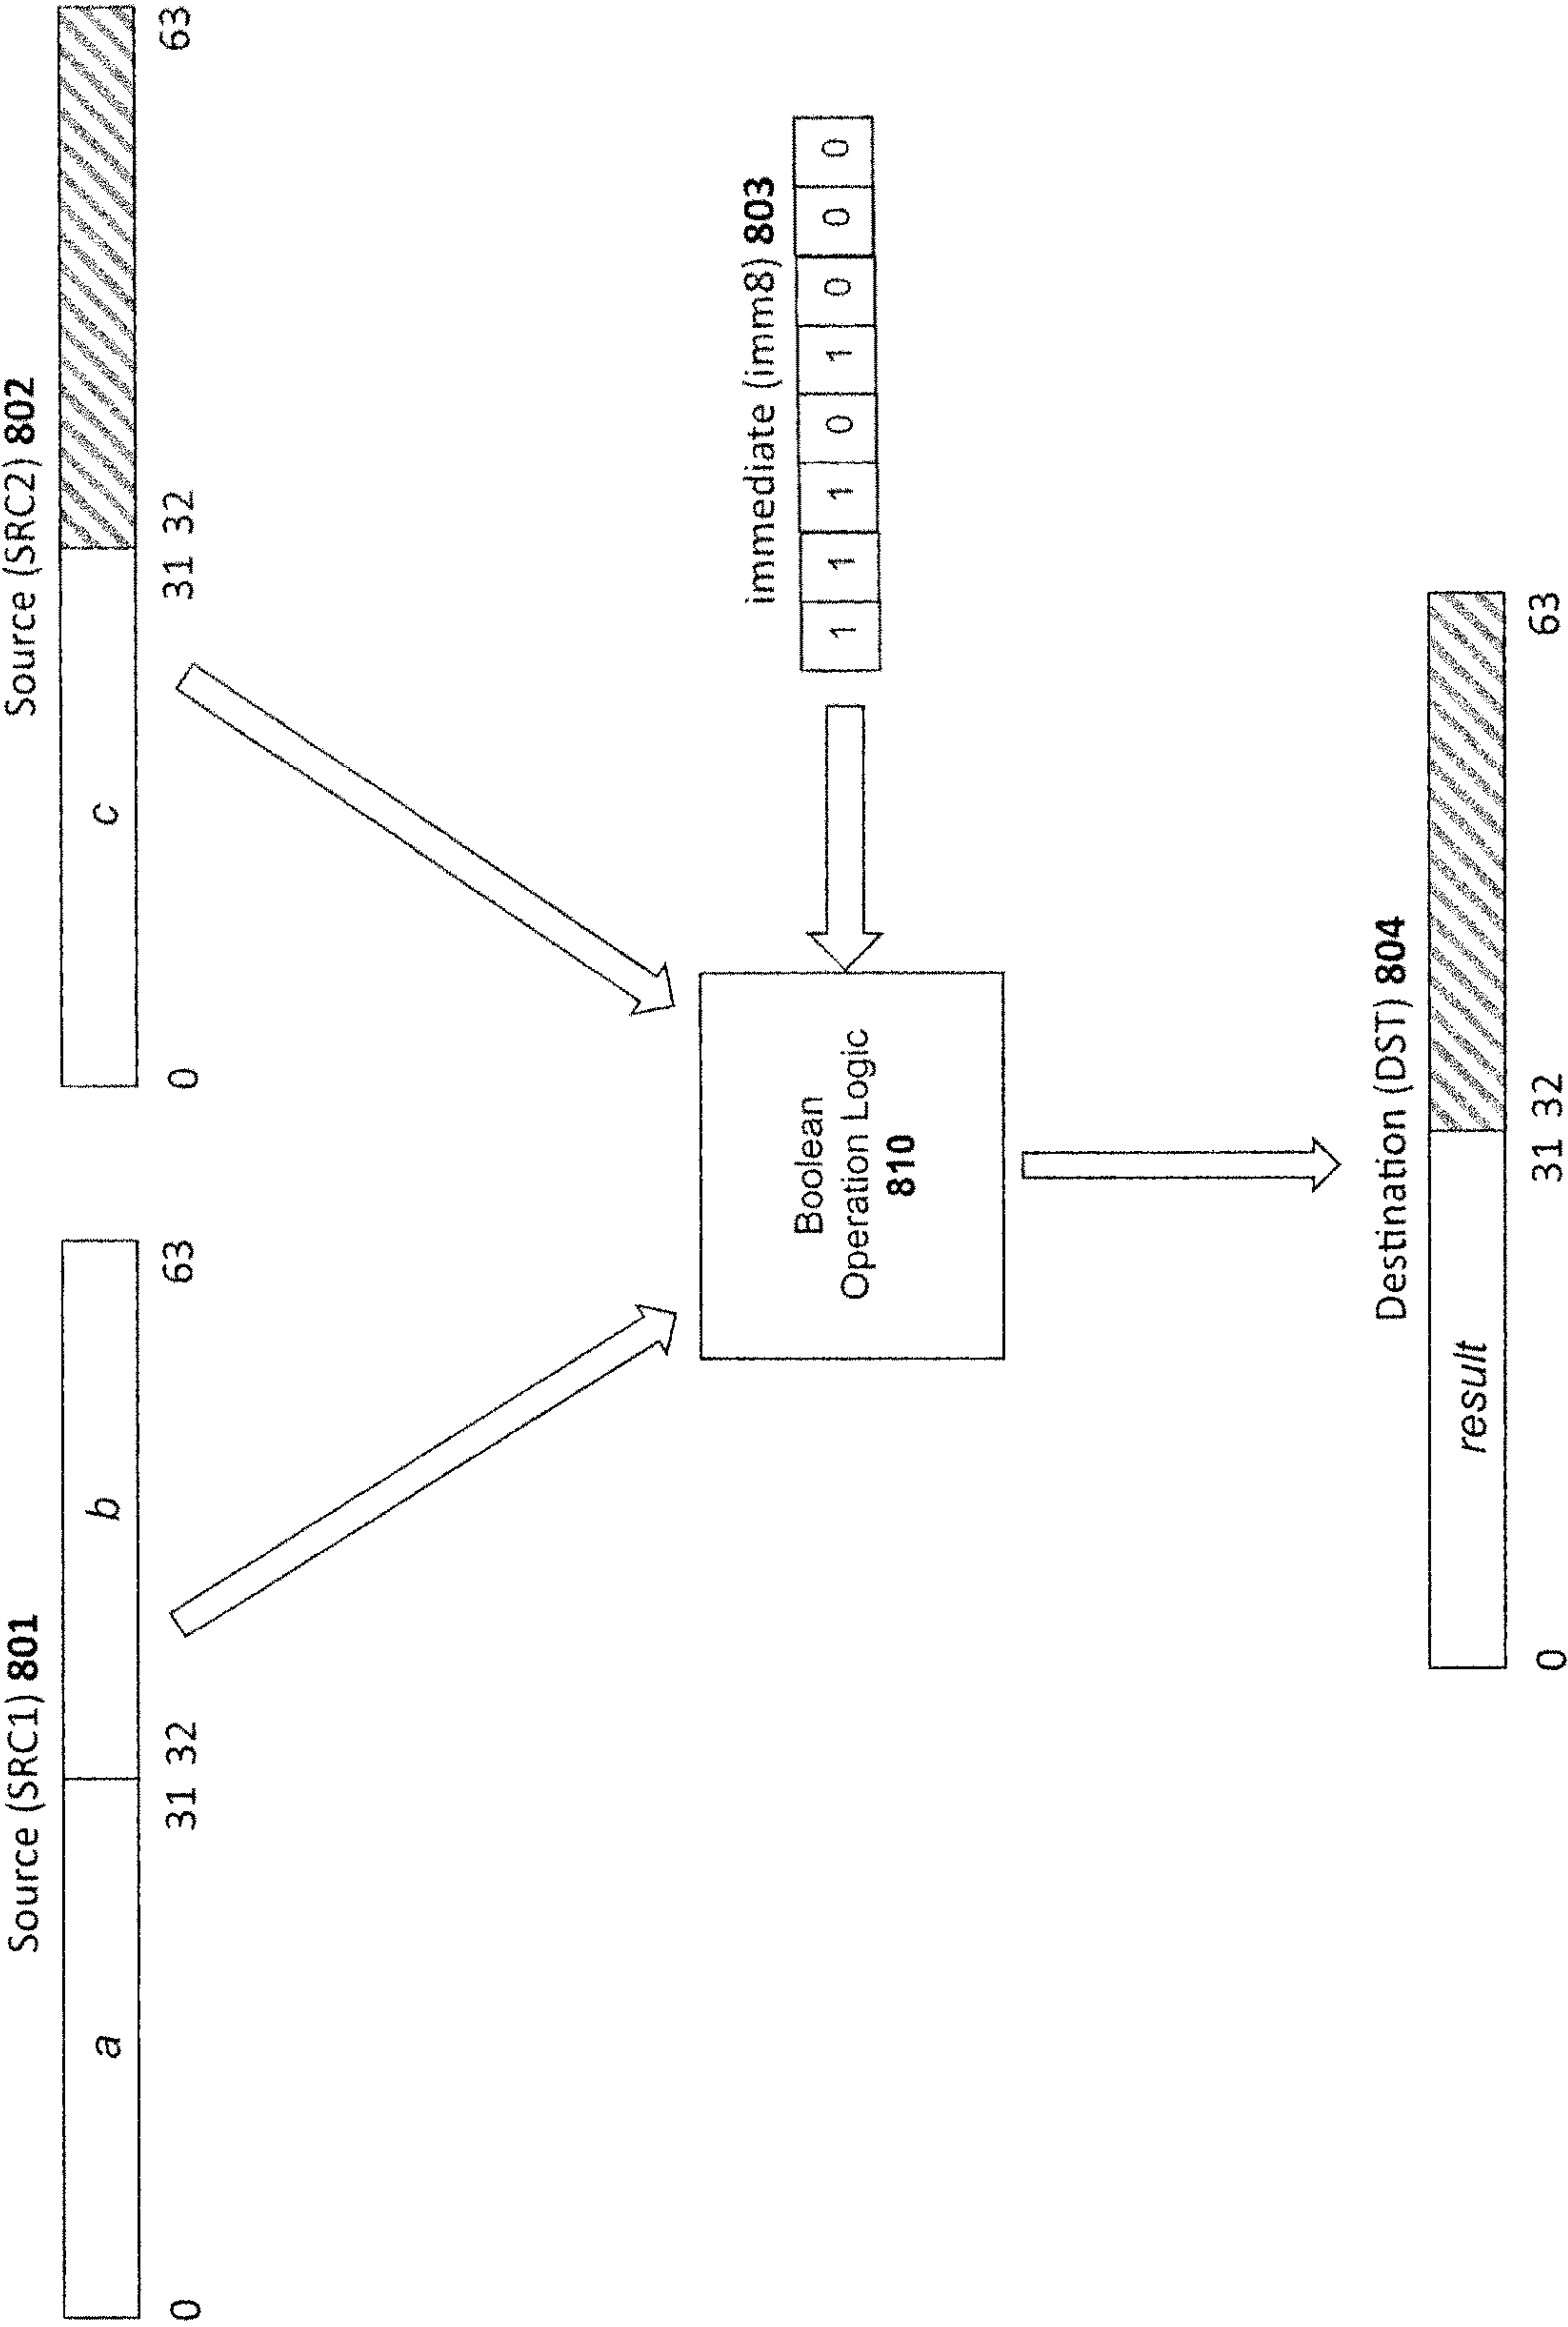 Source (SRC1) 801
a b
0 31 32 63
Source (SRC2) 802
c
0 31 32 63
immediate (imm8) 803
1 1 1 0 1 0 0 0
Boolean
Operation Logic
810
Destination (DST) 804
result
0 31 32 63